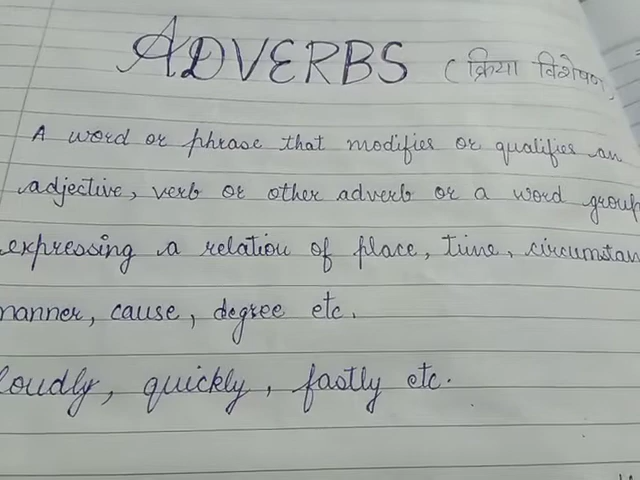 ADVERBS (क्रिया विशेषण,
A word or phrase that modifies or qualifies an
adjective, verb or other adverb or a word group
expressing a relation of place, time, circumstan
manner, cause, degree etc.
loudly, quickly, fastly etc.